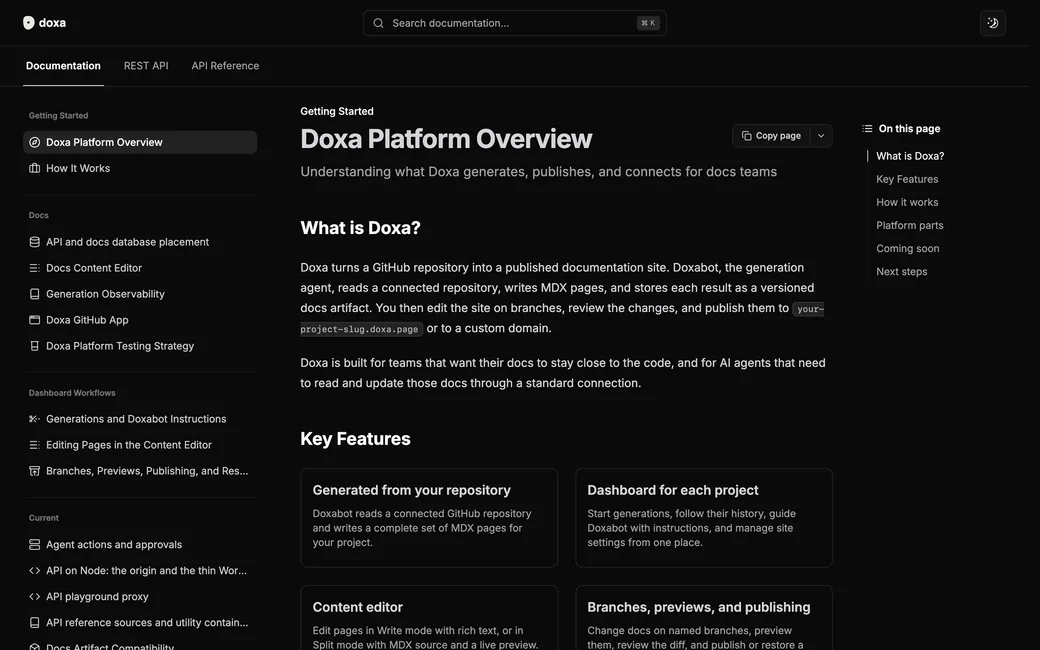 doxa
Search documentation...
⌘ K
Documentation
REST API
API Reference
Getting Started
Doxa Platform Overview
How It Works
Docs
API and docs database placement
Docs Content Editor
Generation Observability
Doxa GitHub App
Doxa Platform Testing Strategy
Dashboard Workflows
Generations and Doxabot Instructions
Editing Pages in the Content Editor
Branches, Previews, Publishing, and Res...
Current
Agent actions and approvals
API on Node: the origin and the thin Wor...
API playground proxy
API reference sources and utility contain...
Docs Artifact Compatibility
Getting Started
Doxa Platform Overview
Copy page
Understanding what Doxa generates, publishes, and connects for docs teams
What is Doxa?
Doxa turns a GitHub repository into a published documentation site. Doxabot, the generation
agent, reads a connected repository, writes MDX pages, and stores each result as a versioned
docs artifact. You then edit the site on branches, review the changes, and publish them to your-
project-slug.doxa.page or to a custom domain.
Doxa is built for teams that want their docs to stay close to the code, and for AI agents that need
to read and update those docs through a standard connection.
Key Features
Generated from your repository
Doxabot reads a connected GitHub repository
and writes a complete set of MDX pages for
your project.
Dashboard for each project
Start generations, follow their history, guide
Doxabot with instructions, and manage site
settings from one place.
Content editor
Edit pages in Write mode with rich text, or in
Split mode with MDX source and a live preview.
Branches, previews, and publishing
Change docs on named branches, preview
them, review the diff, and publish or restore a
On this page
What is Doxa?
Key Features
How it works
Platform parts
Coming soon
Next steps